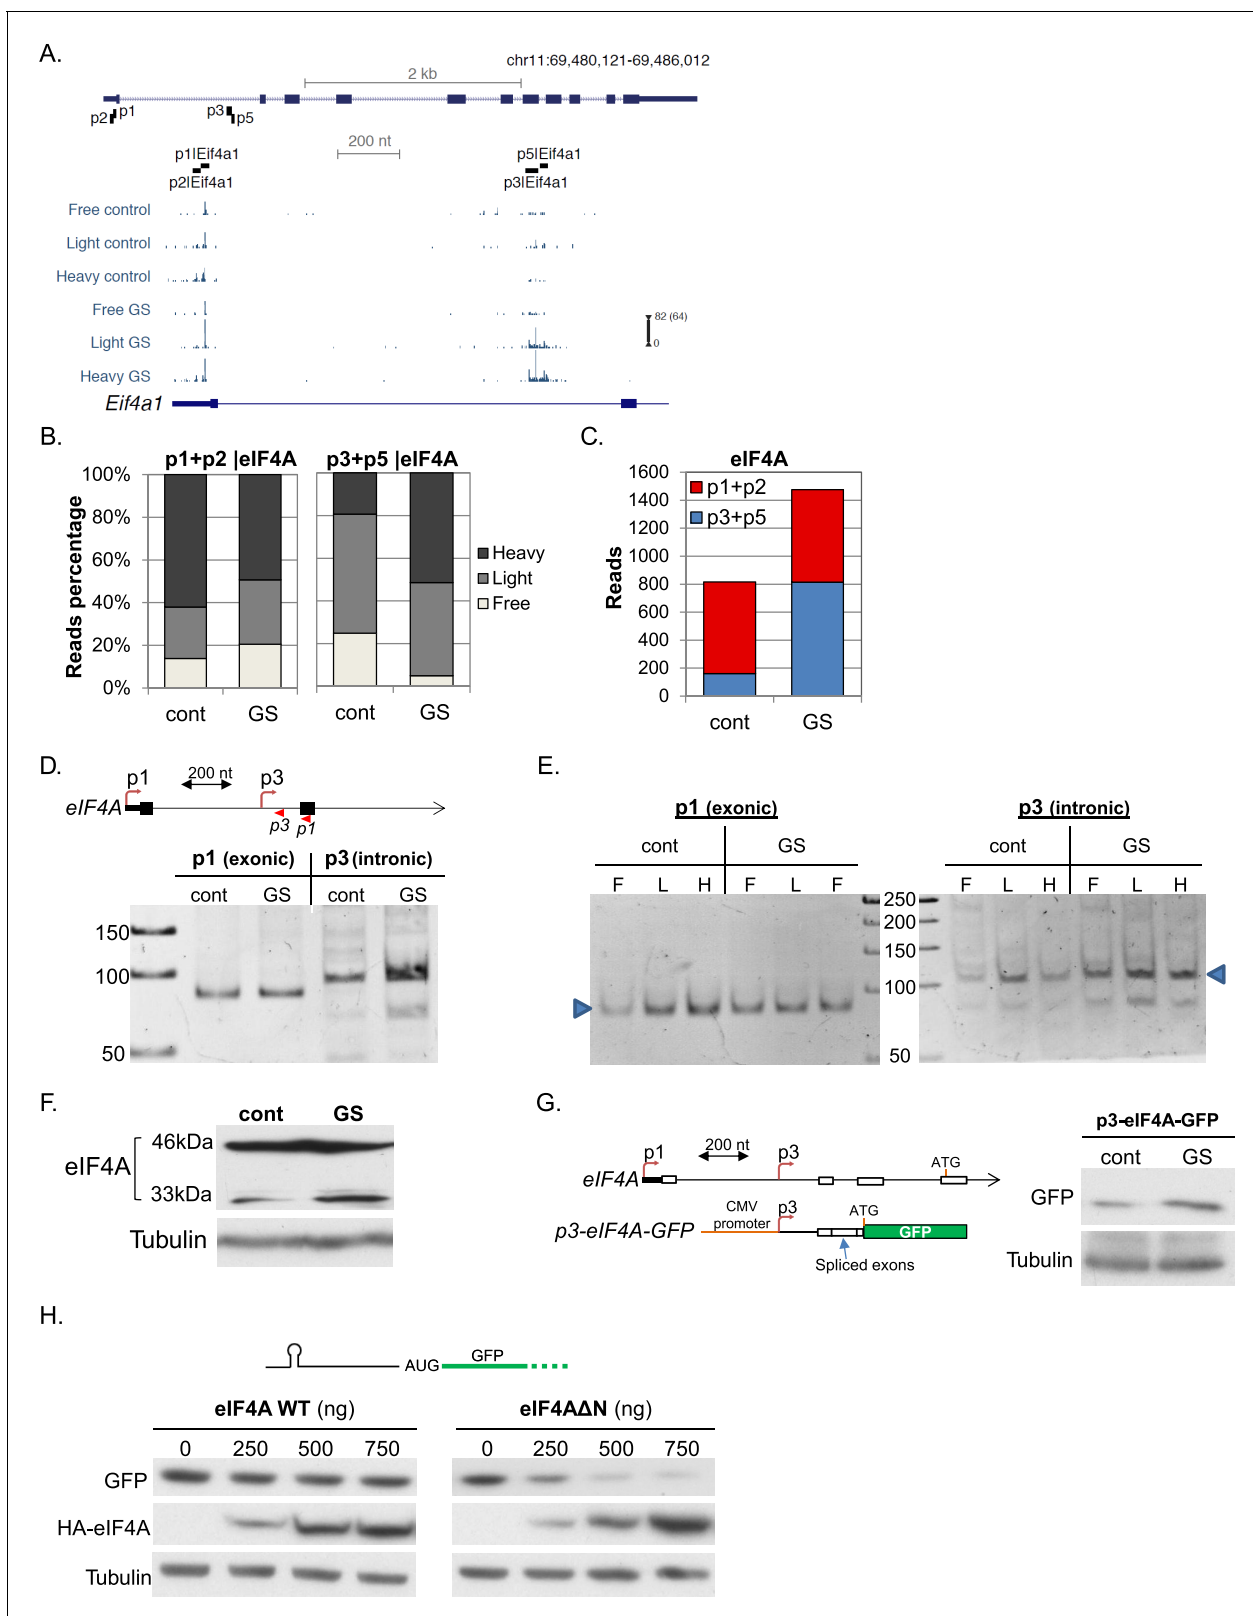 A.
chr11:69,480,121-69,486,012
2 kb
p1
p2
p3
p5
200 nt
p1|Eif4a1
p2|Eif4a1
p5|Eif4a1
p3|Eif4a1
Free control
Light control
Heavy control
Free GS
Light GS
Heavy GS
82 (64)
0
Eif4a1
B.
p1+p2 |eIF4A
p3+p5 |eIF4A
Reads percentage
100%
80%
60%
40%
20%
0%
cont GS
cont GS
Heavy
Light
Free
C.
eIF4A
Reads
1600
1400
1200
1000
800
600
400
200
0
p1+p2
p3+p5
cont GS
D.
p1
200 nt
p3
eIF4A
p3
p1
p1 (exonic) p3 (intronic)
cont GS cont GS
150
100
50
E.
p1 (exonic)
cont GS
F L H F L F
p3 (intronic)
cont GS
F L H F L H
250
200
150
100
50
F.
cont GS
eIF4A
46kDa
33kDa
Tubulin
G.
p1
200 nt
p3
ATG
eIF4A
CMV promoter
p3
ATG
p3-eIF4A-GFP
GFP
Spliced exons
p3-eIF4A-GFP
cont GS
GFP
Tubulin
H.
AUG
GFP
eIF4A WT (ng)
0 250 500 750
eIF4AΔN (ng)
0 250 500 750
GFP
HA-eIF4A
Tubulin